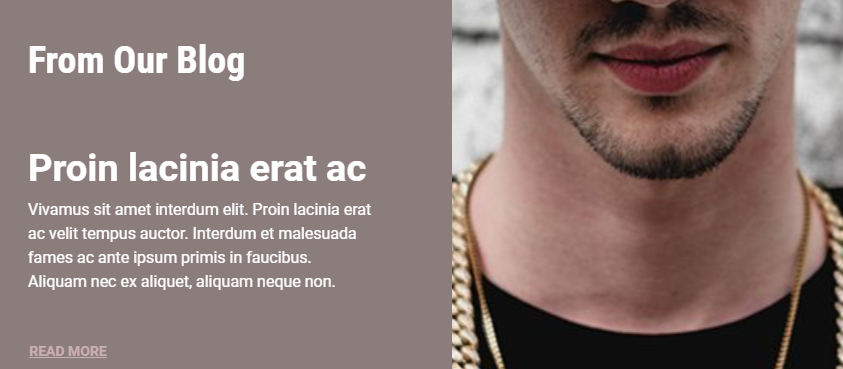 From Our Blog
Proin lacinia erat ac
Vivamus sit amet interdum elit. Proin lacinia erat
ac velit tempus auctor. Interdum et malesuada
fames ac ante ipsum primis in faucibus.
Aliquam nec ex aliquet, aliquam neque non.
READ MORE